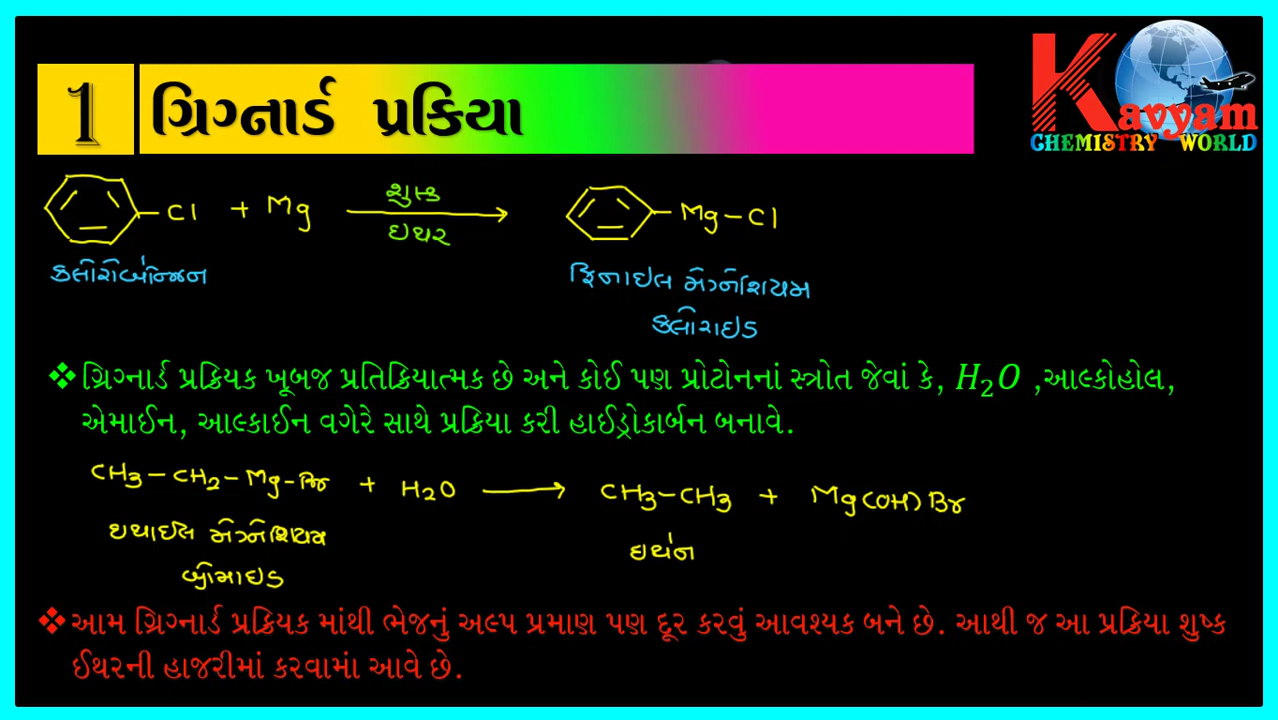 1 ગ્રિગ્નાર્ડ પ્રક્રિયા
Kavyam
CHEMISTRY WORLD
Cl + Mg શુષ્ક ઇથર Mg-Cl
ક્લોરોબેન્ઝિન ફિનાઇલ મેગ્નેશિયમ
ક્લોરાઇડ
❖ ગ્રિગ્નાર્ડ પ્રક્રિયક ખૂબજ પ્રતિક્રિયાત્મક છે અને કોઈ પણ પ્રોટોનનાં સ્ત્રોત જેવાં કે, H₂O ,આલ્કોહોલ,
એમાઈન, આલ્કાઈન વગેરે સાથે પ્રક્રિયા કરી હાઈડ્રોકાર્બન બનાવે.
CH3-CH2-Mg-Br + H2O → CH3-CH3 + Mg(OH)Br
ઇથાઈલ મેગ્નેશિયમ ઇથેન
બ્રોમાઇડ
❖ આમ ગ્રિગ્નાર્ડ પ્રક્રિયક માંથી ભેજનું અલ્પ પ્રમાણ પણ દૂર કરવું આવશ્યક બને છે. આથી જ આ પ્રક્રિયા શુષ્ક
ઈથરની હાજરીમાં કરવામાં આવે છે.